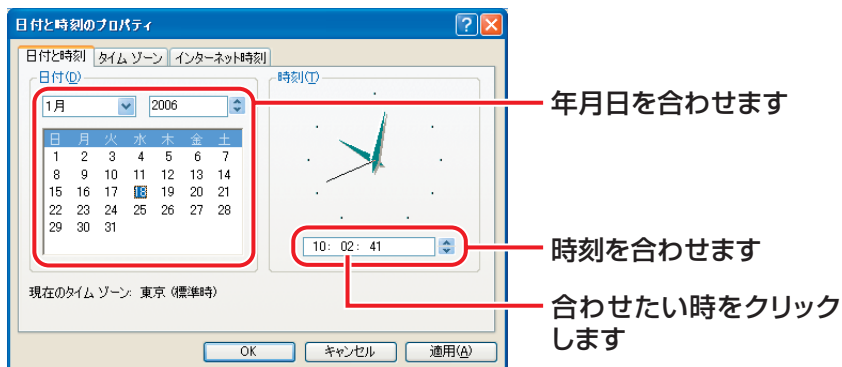 日付と時刻のプロパティ
日付と時刻 タイム ゾーン インターネット時刻
日付(D) 時刻(T)
1月 2006
日 月 火 水 木 金 土
1 2 3 4 5 6 7
8 9 10 11 12 13 14
15 16 17 18 19 20 21
22 23 24 25 26 27 28
29 30 31
10: 02: 41
現在のタイム ゾーン: 東京 (標準時)
OK キャンセル 適用(A)
年月日を合わせます
時刻を合わせます
合わせたい時をクリック
します